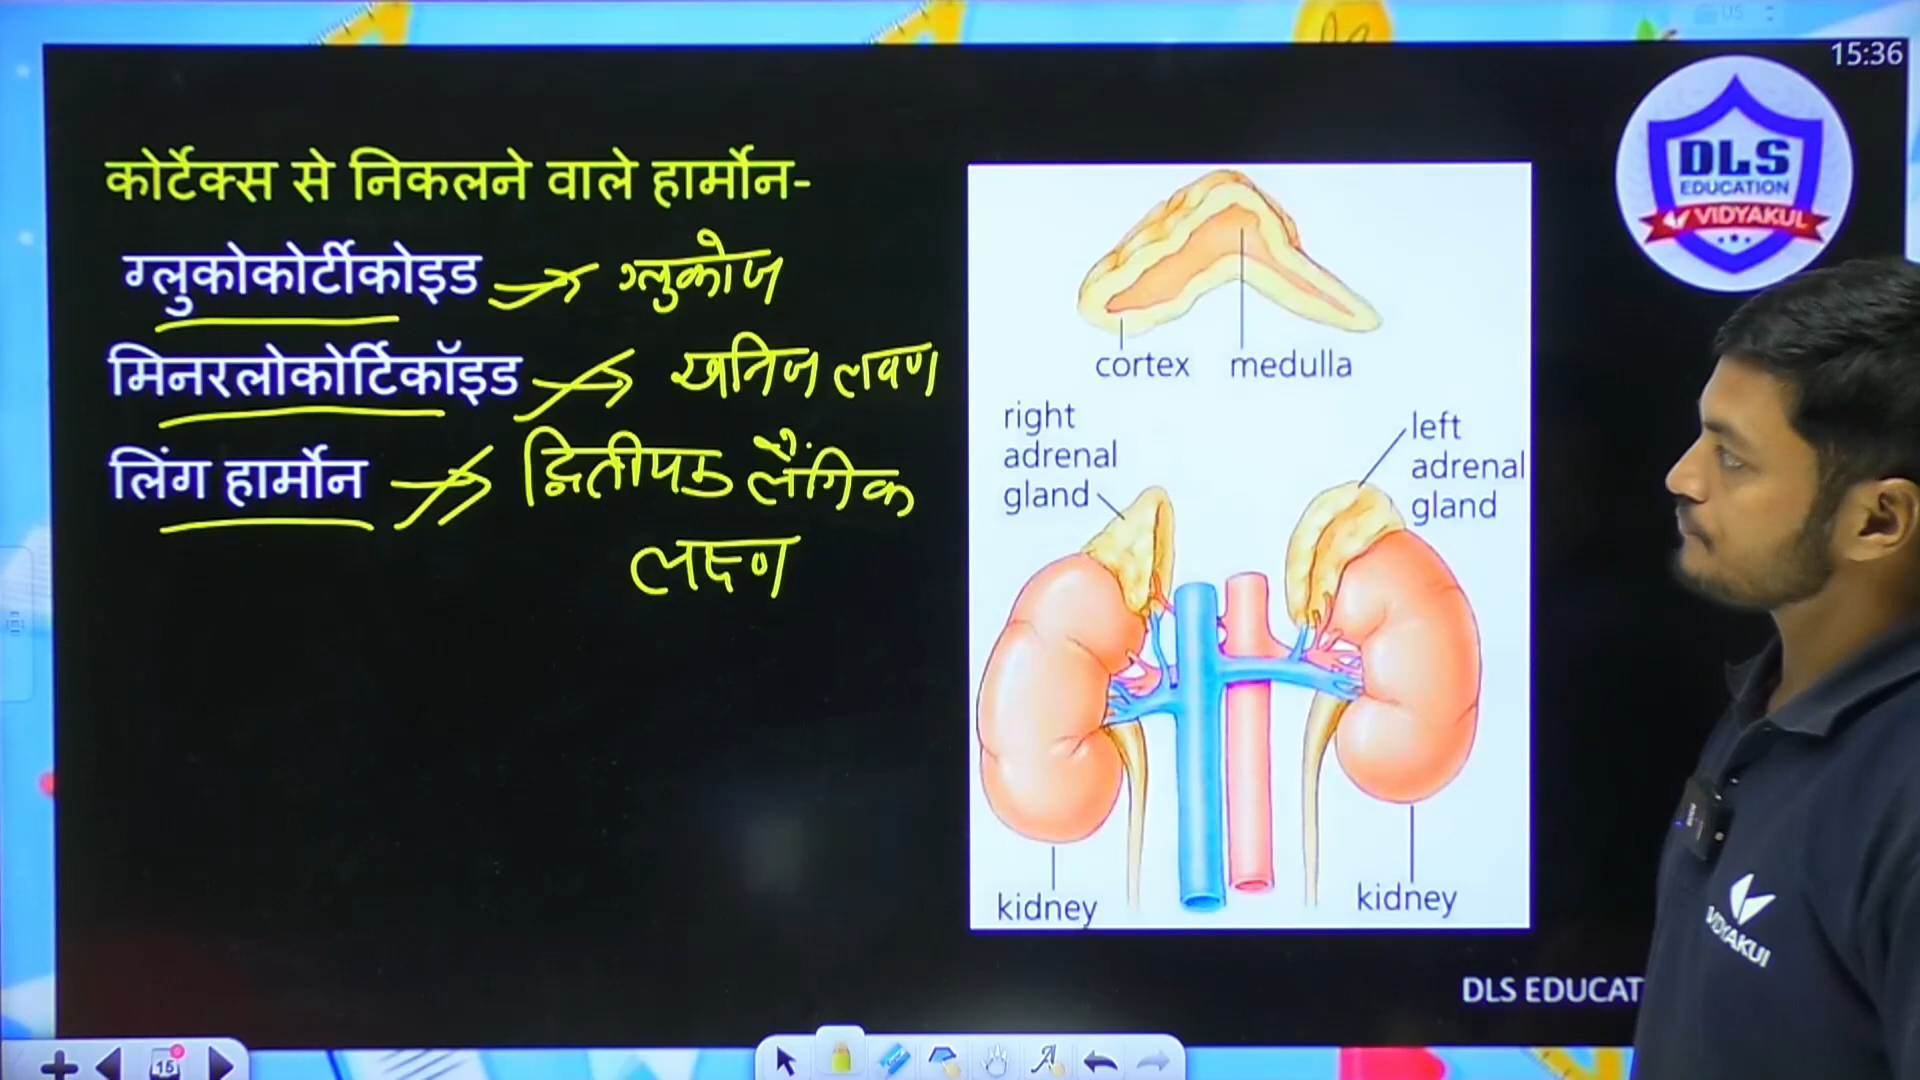 15:36
कोर्टेक्स से निकलने वाले हार्मोन-
ग्लुकोकोर्टीकोइड ग्लुकोज
मिनरलोकोर्टिकॉइड खनिज लवण
लिंग हार्मोन द्वितीयक लैंगिक
लक्ष्ण
cortex medulla
right
adrenal
gland
left
adrenal
gland
kidney
kidney
DLS
EDUCATION
VIDYAKUL
VIDYAKUL
DLS EDUCAT
15
US